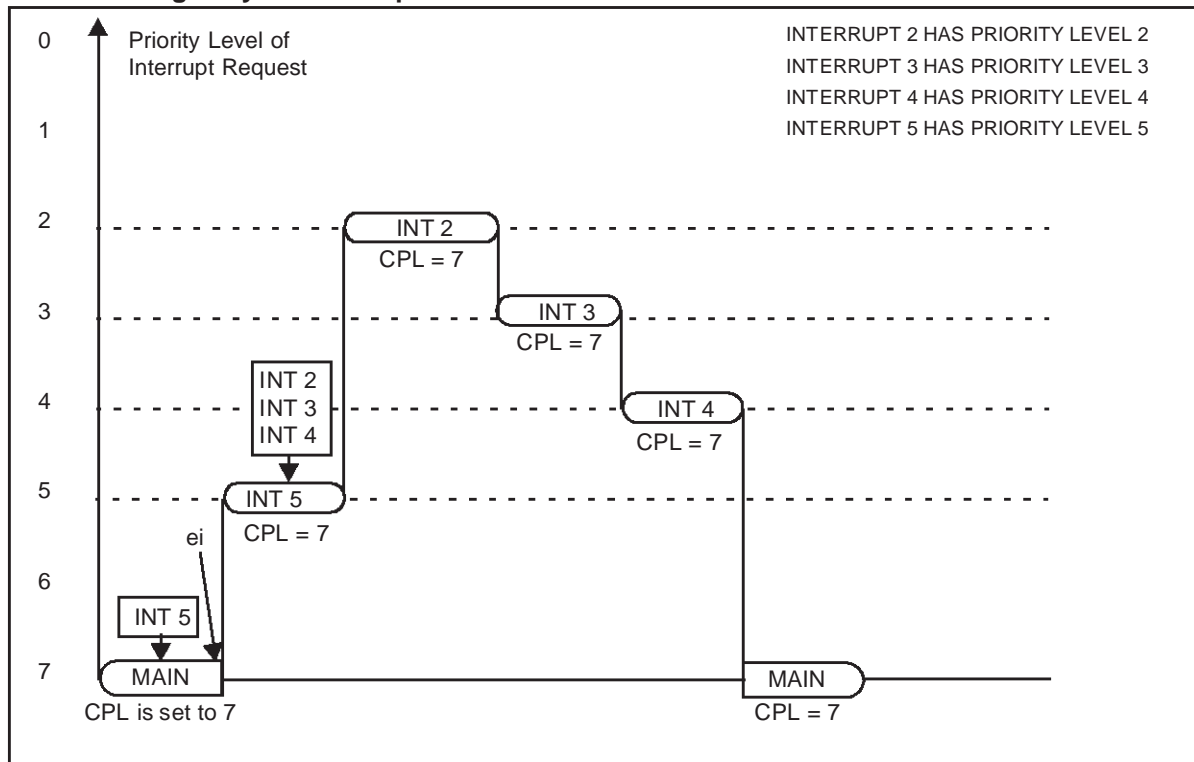 0
Priority Level of
Interrupt Request
INTERRUPT 2 HAS PRIORITY LEVEL 2
INTERRUPT 3 HAS PRIORITY LEVEL 3
INTERRUPT 4 HAS PRIORITY LEVEL 4
INTERRUPT 5 HAS PRIORITY LEVEL 5
1
2
INT 2
CPL = 7
3
INT 3
CPL = 7
INT 2
INT 3
INT 4
4
INT 4
CPL = 7
5
INT 5
CPL = 7
ei
6
INT 5
7
MAIN
CPL is set to 7
MAIN
CPL = 7